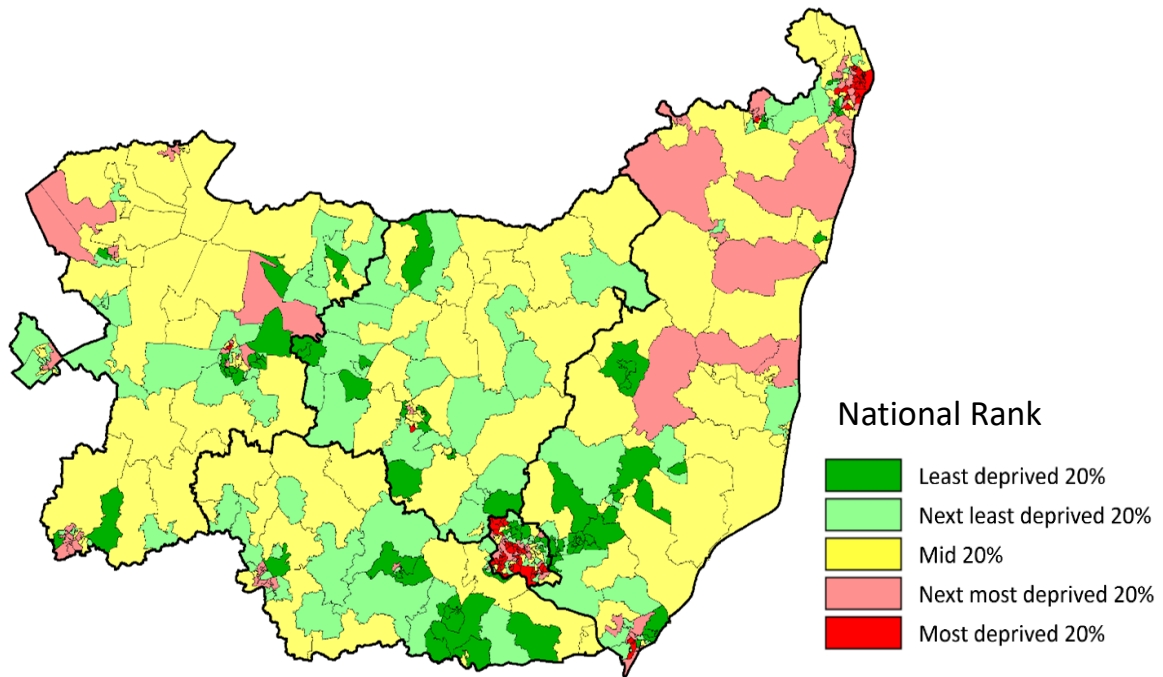 National Rank
Least deprived 20%
Next least deprived 20%
Mid 20%
Next most deprived 20%
Most deprived 20%